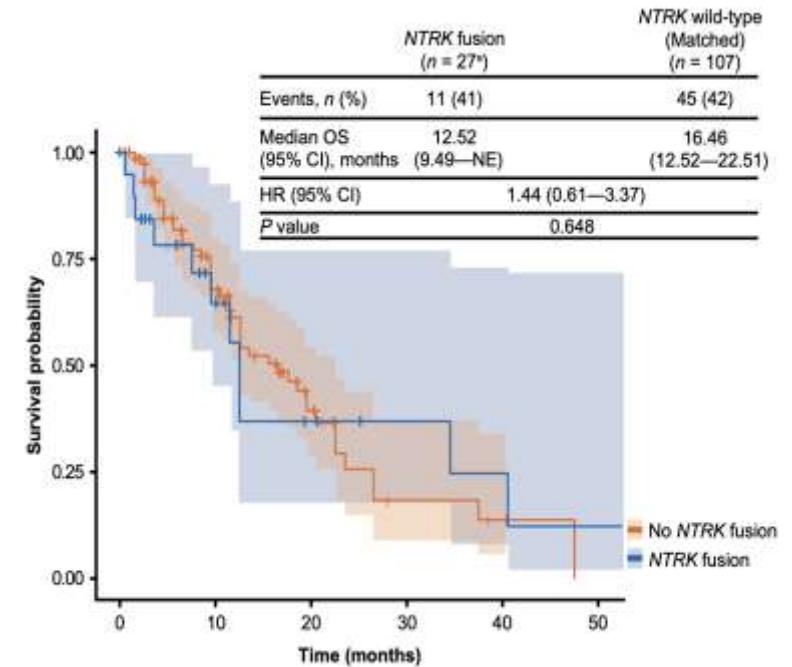 NTRK fusion
(n = 27ᵃ)
NTRK wild-type
(Matched)
(n = 107)
Events, n (%) 11 (41) 45 (42)
Median OS 12.52 16.46
(95% CI), months (9.49—NE) (12.52—22.51)
HR (95% CI) 1.44 (0.61—3.37)
P value 0.648
Survival probability
1.00
0.75
0.50
0.25
0.00
0 10 20 30 40 50
Time (months)
No NTRK fusion
NTRK fusion